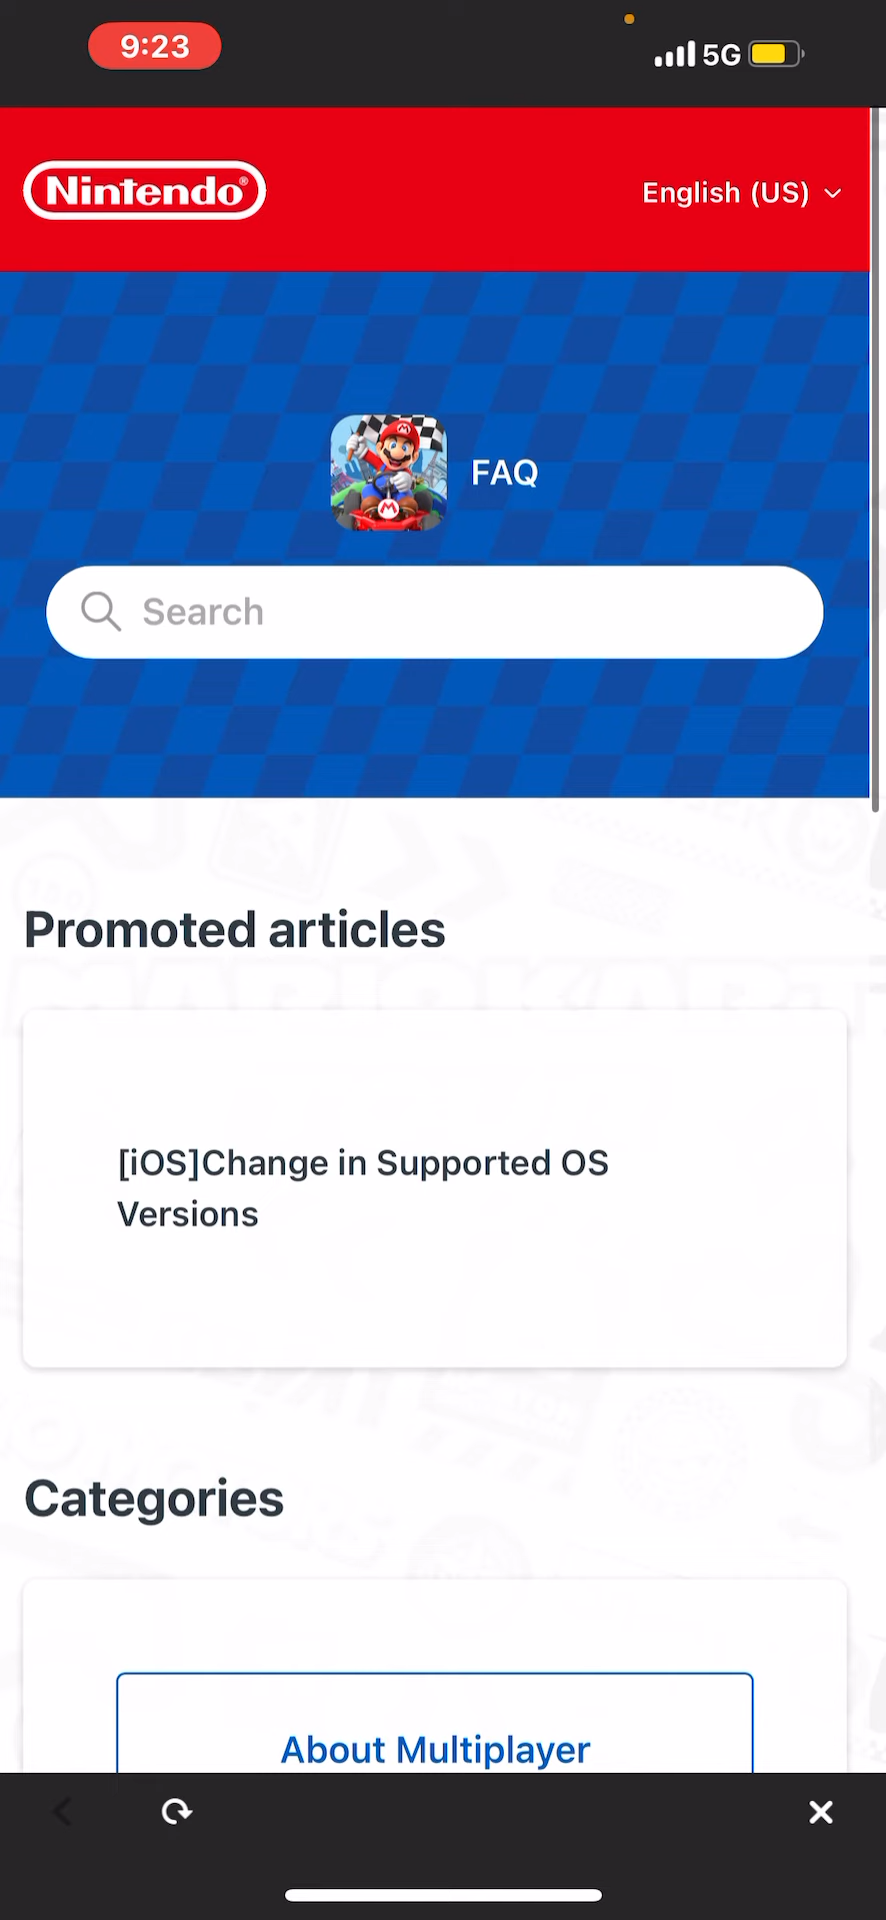 9:23
5G
Nintendo®
English (US)
FAQ
Search
Promoted articles
[iOS]Change in Supported OS
Versions
Categories
About Multiplayer